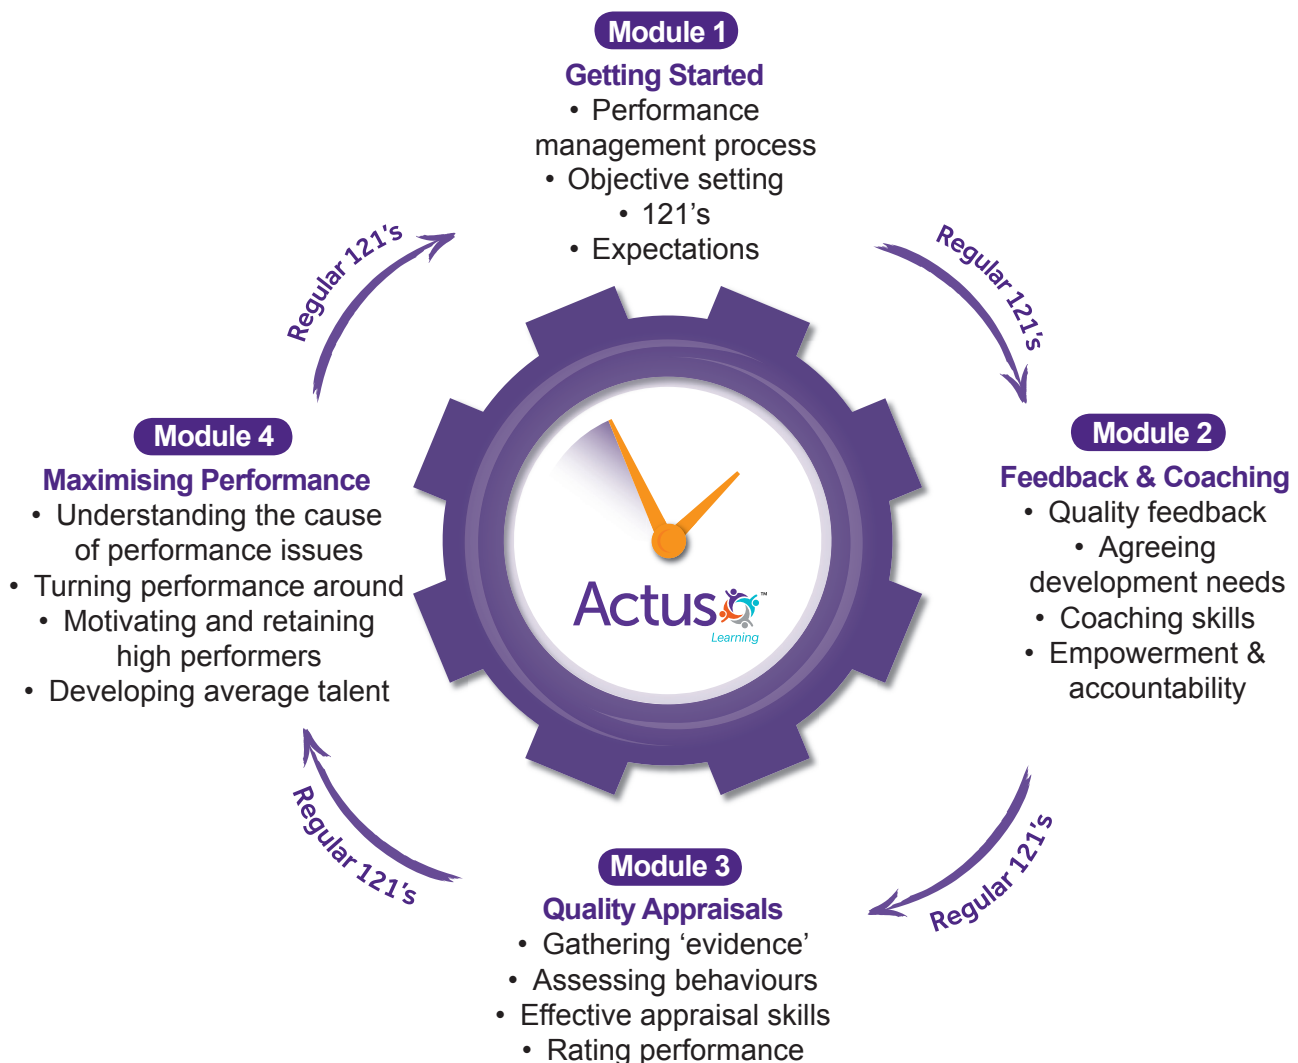 Module 1
Getting Started
• Performance
management process
• Objective setting
• 121’s
• Expectations
Regular 121's
Regular 121's
Module 2
Feedback & Coaching
• Quality feedback
• Agreeing
development needs
• Coaching skills
• Empowerment &
accountability
Regular 121's
Module 3
Quality Appraisals
• Gathering ‘evidence’
• Assessing behaviours
• Effective appraisal skills
• Rating performance
Regular 121's
Module 4
Maximising Performance
• Understanding the cause
of performance issues
• Turning performance around
• Motivating and retaining
high performers
• Developing average talent
Actus™
Learning